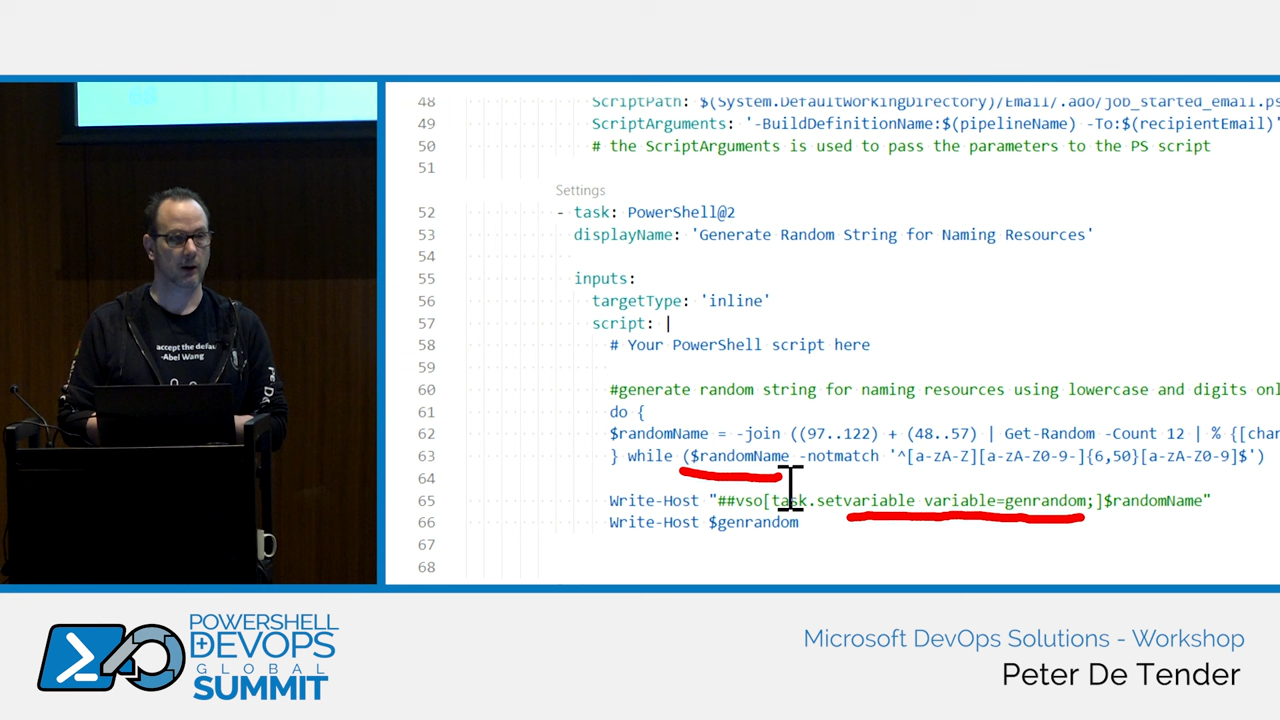 accept the defau
-Abel Wang
48 ScriptPath: $(System.DefaultWorkingDirectory)/Email/.ado/job_started_email.ps
49 ScriptArguments: '-BuildDefinitionName:$(pipelineName) -To:$(recipientEmail)'
50 # the ScriptArguments is used to pass the parameters to the PS script
51
Settings
52 - task: PowerShell@2
53 displayName: 'Generate Random String for Naming Resources'
54
55 inputs:
56 targetType: 'inline'
57 script: |
58 # Your PowerShell script here
59
60 #generate random string for naming resources using lowercase and digits onl
61 do {
62 $randomName = -join ((97..122) + (48..57) | Get-Random -Count 12 | % {[char
63 } while ($randomName -notmatch '^[a-zA-Z][a-zA-Z0-9-]{6,50}[a-zA-Z0-9]$')
64
65 Write-Host "##vso[task.setvariable variable=genrandom;]$randomName"
66 Write-Host $genrandom
67
68
POWERSHELL
DEVOPS
GLOBAL
SUMMIT
Microsoft DevOps Solutions - Workshop
Peter De Tender